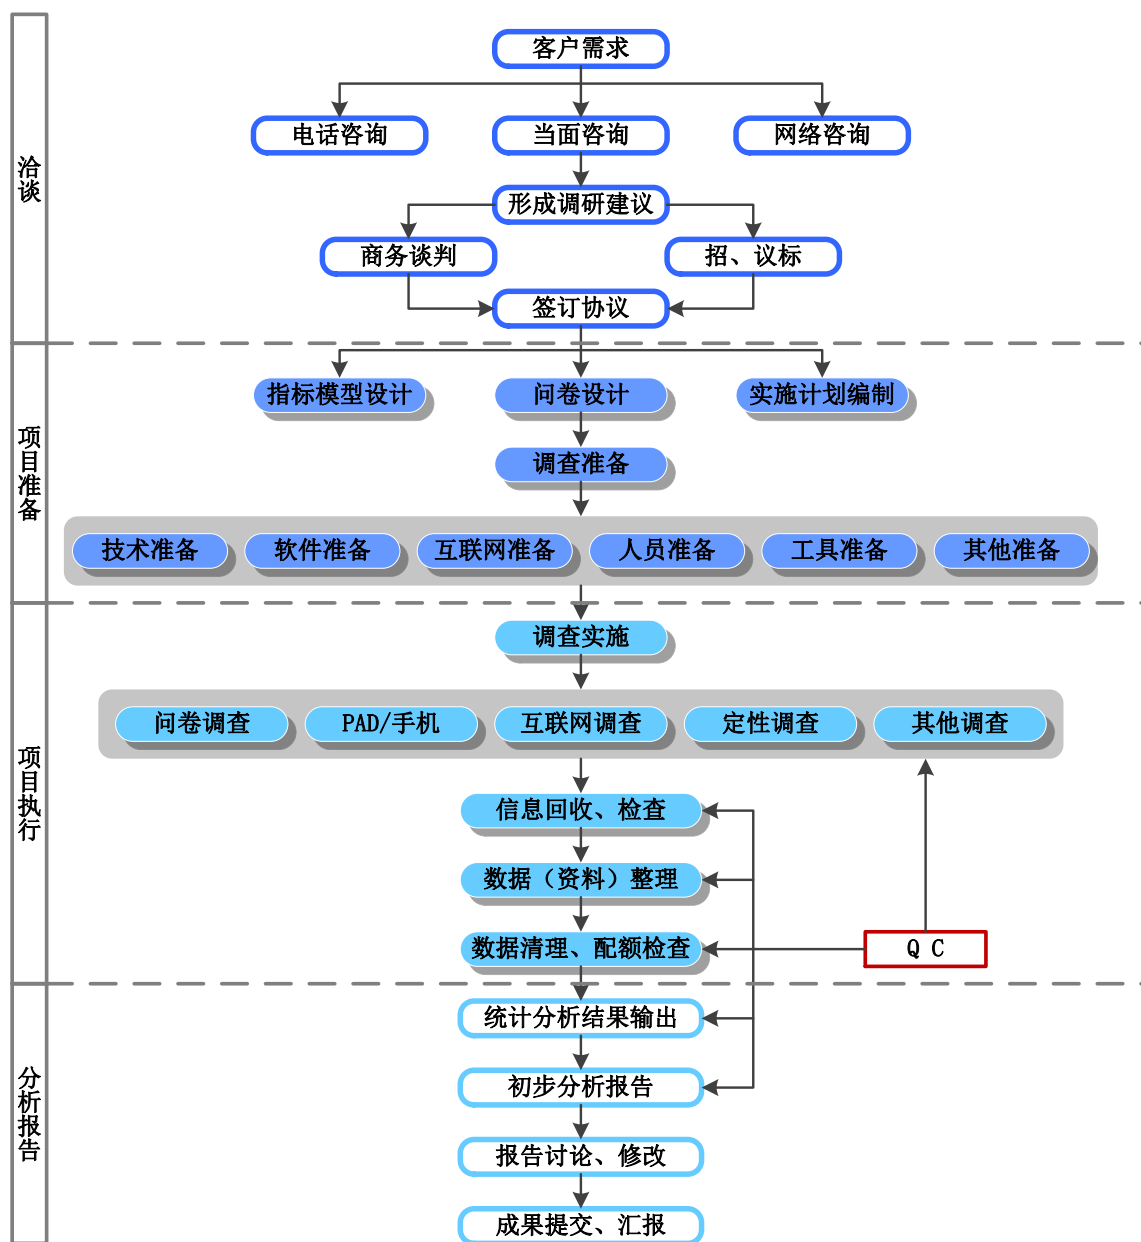 洽谈
客户需求
电话咨询
当面咨询
网络咨询
形成调研建议
商务谈判
招、议标
签订协议
项目准备
指标模型设计
问卷设计
实施计划编制
调查准备
技术准备
软件准备
互联网准备
人员准备
工具准备
其他准备
项目执行
调查实施
问卷调查
PAD/手机
互联网调查
定性调查
其他调查
信息回收、检查
数据（资料）整理
数据清理、配额检查
Q C
分析报告
统计分析结果输出
初步分析报告
报告讨论、修改
成果提交、汇报